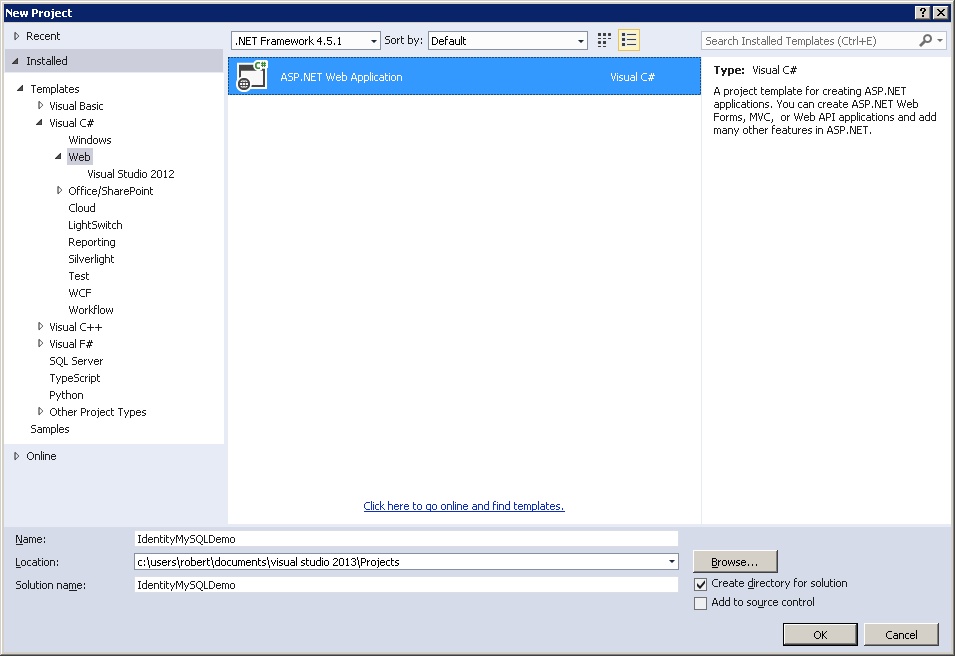 New Project
Recent
.NET Framework 4.5.1
Sort by:
Default
Search Installed Templates (Ctrl+E)
Installed
Templates
Visual Basic
Visual C#
Windows
Web
Visual Studio 2012
Office/SharePoint
Cloud
LightSwitch
Reporting
Silverlight
Test
WCF
Workflow
Visual C++
Visual F#
SQL Server
TypeScript
Python
Other Project Types
Samples
Online
C#
ASP.NET Web Application
Visual C#
Click here to go online and find templates.
Type: Visual C#
A project template for creating ASP.NET
applications. You can create ASP.NET Web
Forms, MVC, or Web API applications and add
many other features in ASP.NET.
Name:
IdentityMySQLDemo
Location:
c:\users\robert\documents\visual studio 2013\Projects
Browse...
Solution name:
IdentityMySQLDemo
Create directory for solution
Add to source control
OK
Cancel